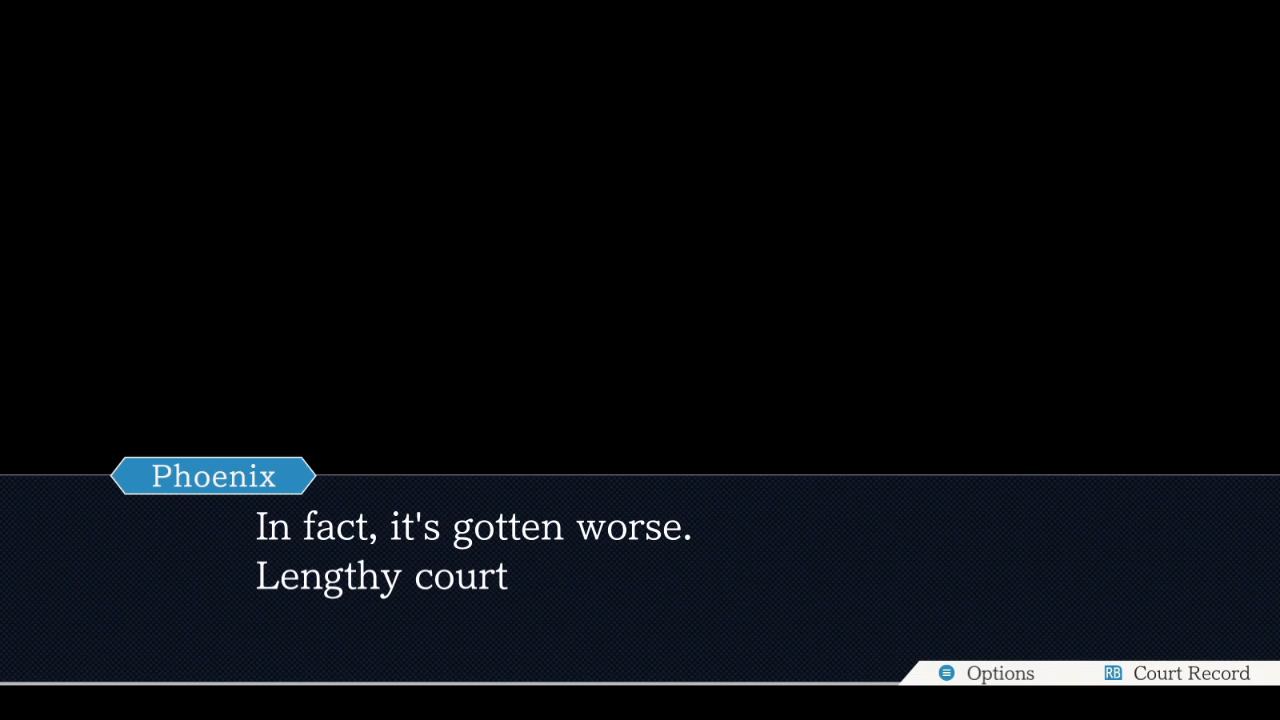 Phoenix
In fact, it's gotten worse.
Lengthy court
Options
RB Court Record